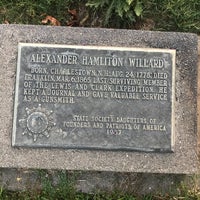 ALEXANDER HAMILTON WILLARD
BORN, CHARLESTOWN, N.H. AUG. 24, 1778. DIED
FRANKLIN, MAR. 6, 1865. LAST SURVIVING MEMBER
OF THE LEWIS AND CLARK EXPEDITION. HE
KEPT A JOURNAL AND GAVE VALUABLE SERVICE
AS A GUNSMITH.
STATE SOCIETY DAUGHTERS OF
FOUNDERS AND PATRIOTS OF AMERICA
1957